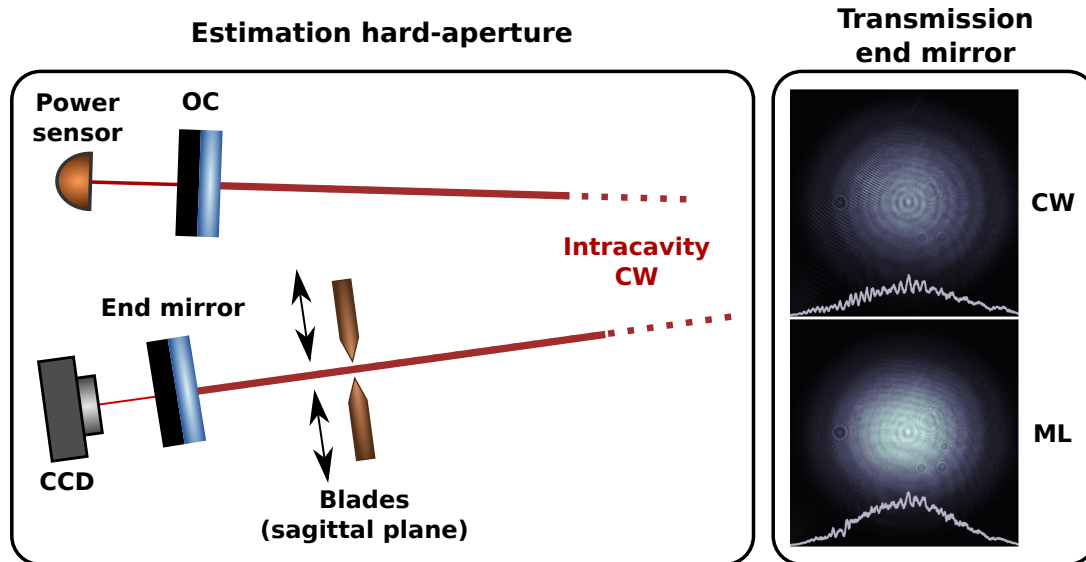 Estimation hard-aperture
Transmission
end mirror
Power
sensor
OC
CW
Intracavity
CW
End mirror
ML
CCD
Blades
(sagittal plane)